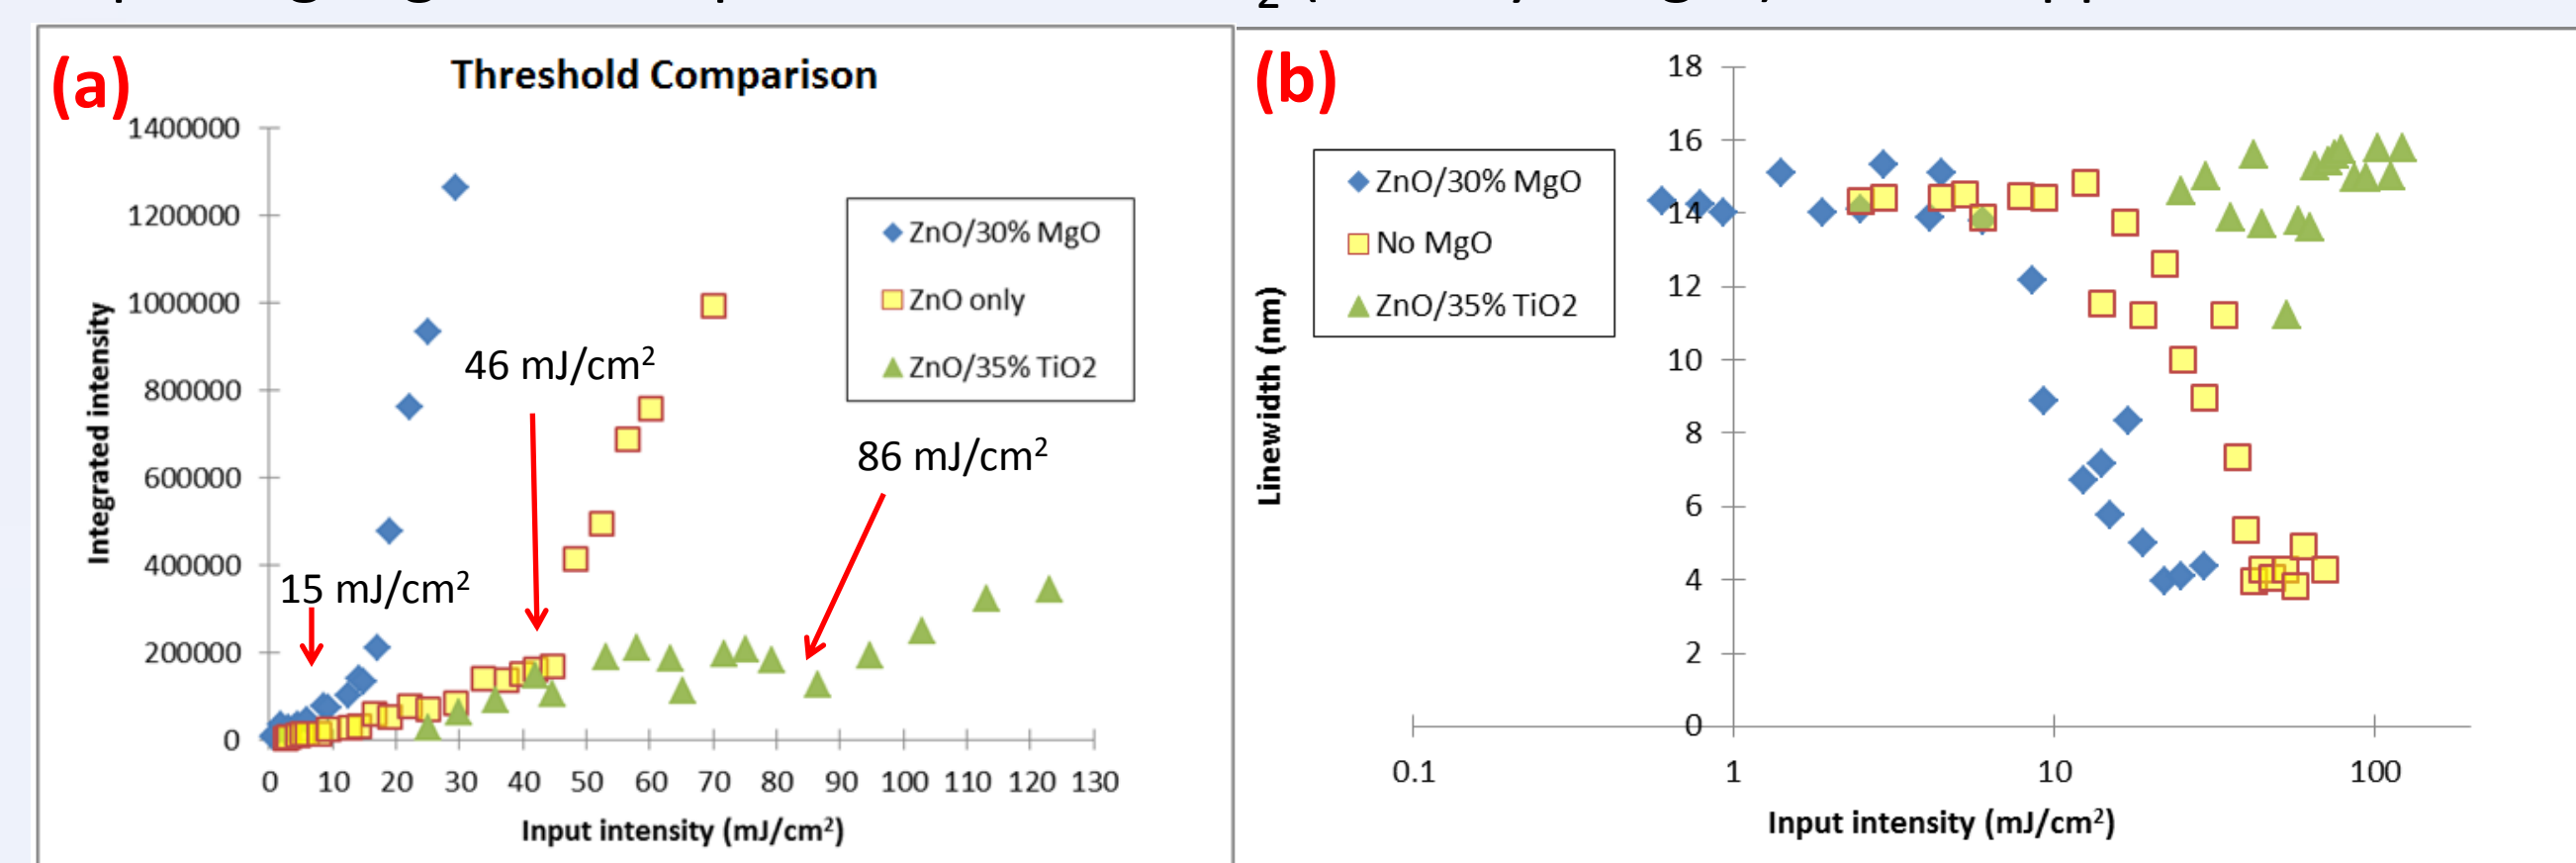 (a)
Threshold Comparison
1400000
1200000
1000000
800000
600000
400000
200000
0
Integrated intensity
15 mJ/cm²
46 mJ/cm²
86 mJ/cm²
ZnO/30% MgO
ZnO only
ZnO/35% TiO2
0 10 20 30 40 50 60 70 80 90 100 110 120 130
Input intensity (mJ/cm²)
(b)
18
16
14
12
10
8
6
4
2
0
Linewidth (nm)
ZnO/30% MgO
No MgO
ZnO/35% TiO2
0.1 1 10 100
Input intensity (mJ/cm²)